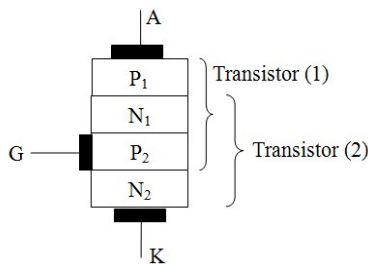 A
P₁
Transistor (1)
N₁
G
P₂
Transistor (2)
N₂
K